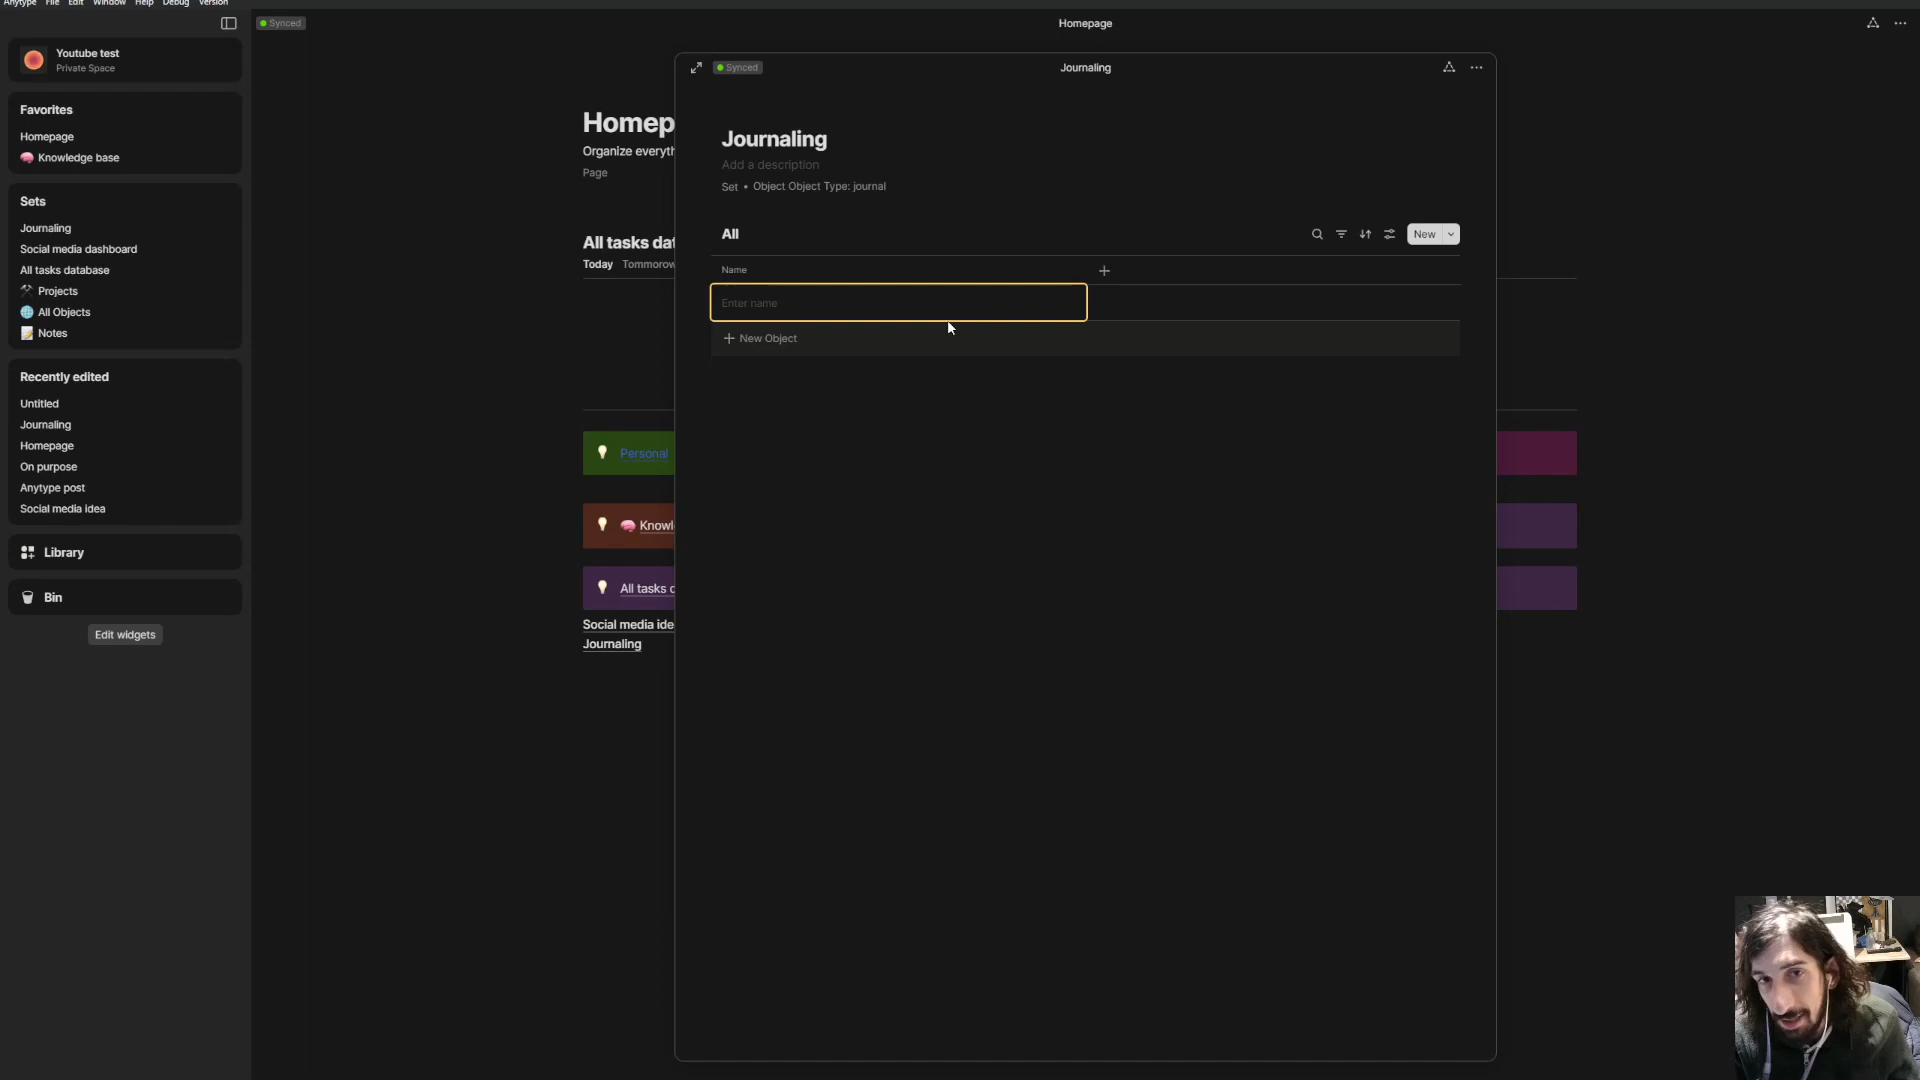 Anytype File Edit Window Help Debug Version
Synced
Homepage
Youtube test
Private Space
Favorites
Homepage
Knowledge base
Sets
Journaling
Social media dashboard
All tasks database
Projects
All Objects
Notes
Recently edited
Untitled
Journaling
Homepage
On purpose
Anytype post
Social media idea
Library
Bin
Edit widgets
Homep
Organize everyth
Page
All tasks dat
Today Tommorow
Personal
Knowl
All tasks d
Social media ide
Journaling
Synced
Journaling
Journaling
Add a description
Set • Object Object Type: journal
All
New
Name
Enter name
New Object